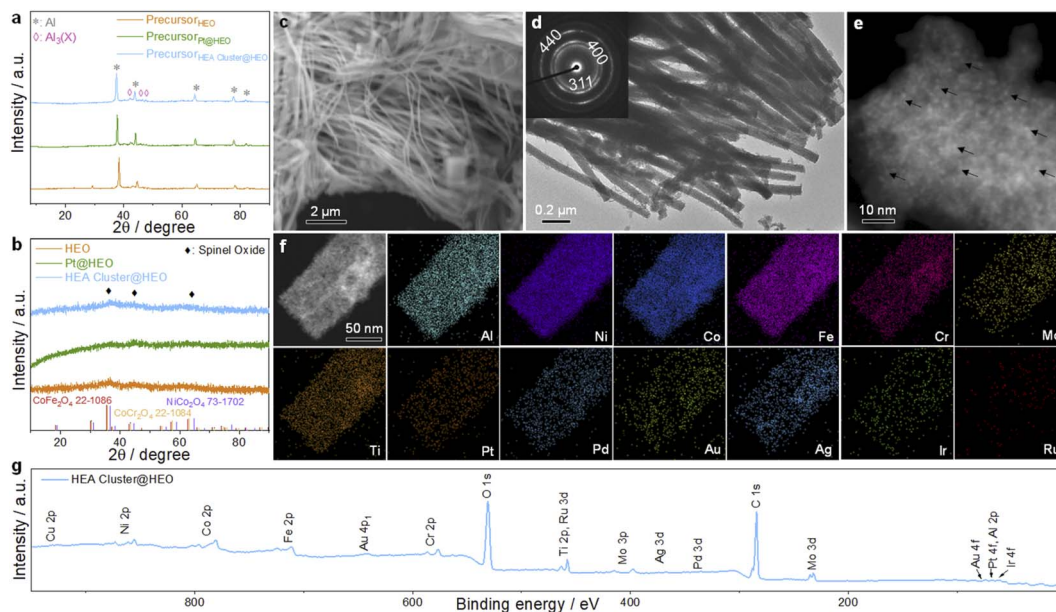 a
*: Al
◊: Al3(X)
PrecursorHEO
PrecursorPt@HEO
PrecursorHEA Cluster@HEO
Intensity / a.u.
20 40 60 80
2θ / degree
b
HEO
Pt@HEO
HEA Cluster@HEO
♦: Spinel Oxide
Intensity / a.u.
CoFe2O4 22-1086
NiCo2O4 73-1702
CoCr2O4 22-1084
20 40 60 80
2θ / degree
c
2 µm
d
440
400
311
0.2 µm
e
10 nm
f
50 nm
Al
Ni
Co
Fe
Cr
Mo
Ti
Pt
Pd
Au
Ag
Ir
Ru
g
HEA Cluster@HEO
Intensity / a.u.
Cu 2p
Ni 2p
Co 2p
Fe 2p
Au 4p1
Cr 2p
O 1s
Ti 2p, Ru 3d
Mo 3p
Ag 3d
Pd 3d
C 1s
Mo 3d
Au 4f
Pt 4f, Al 2p
Ir 4f
800 600 400 200
Binding energy / eV